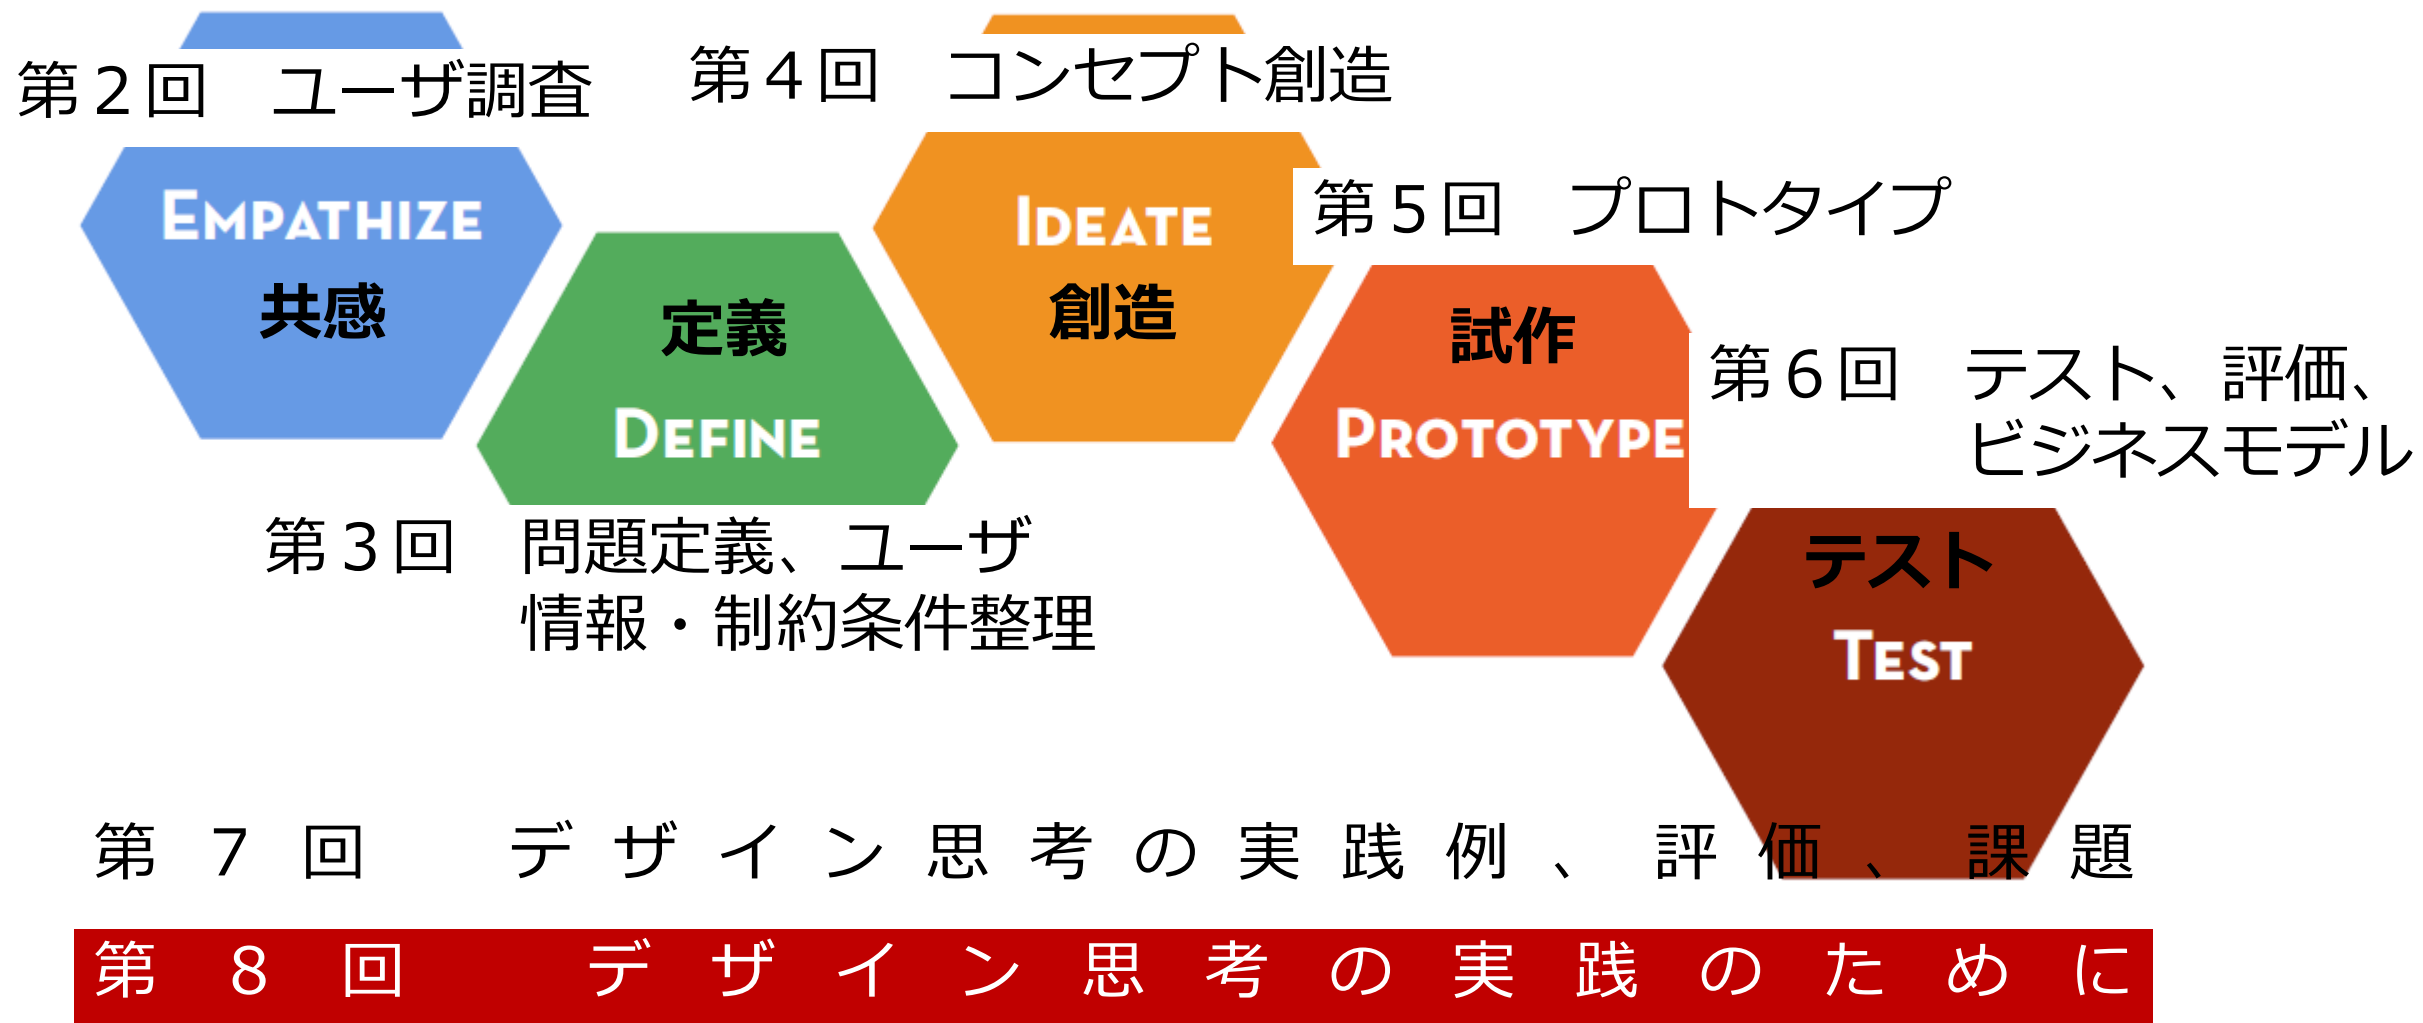 第２回　ユーザ調査
EMPATHIZE
共感
第３回　問題定義、ユーザ
情報・制約条件整理
定義
DEFINE
第４回　コンセプト創造
IDEATE
創造
第５回　プロトタイプ
試作
PROTOTYPE
第６回　テスト、評価、
ビジネスモデル
テスト
TEST
第７回　デザイン思考の実践例、評価、課題
第８回　デザイン思考の実践のために